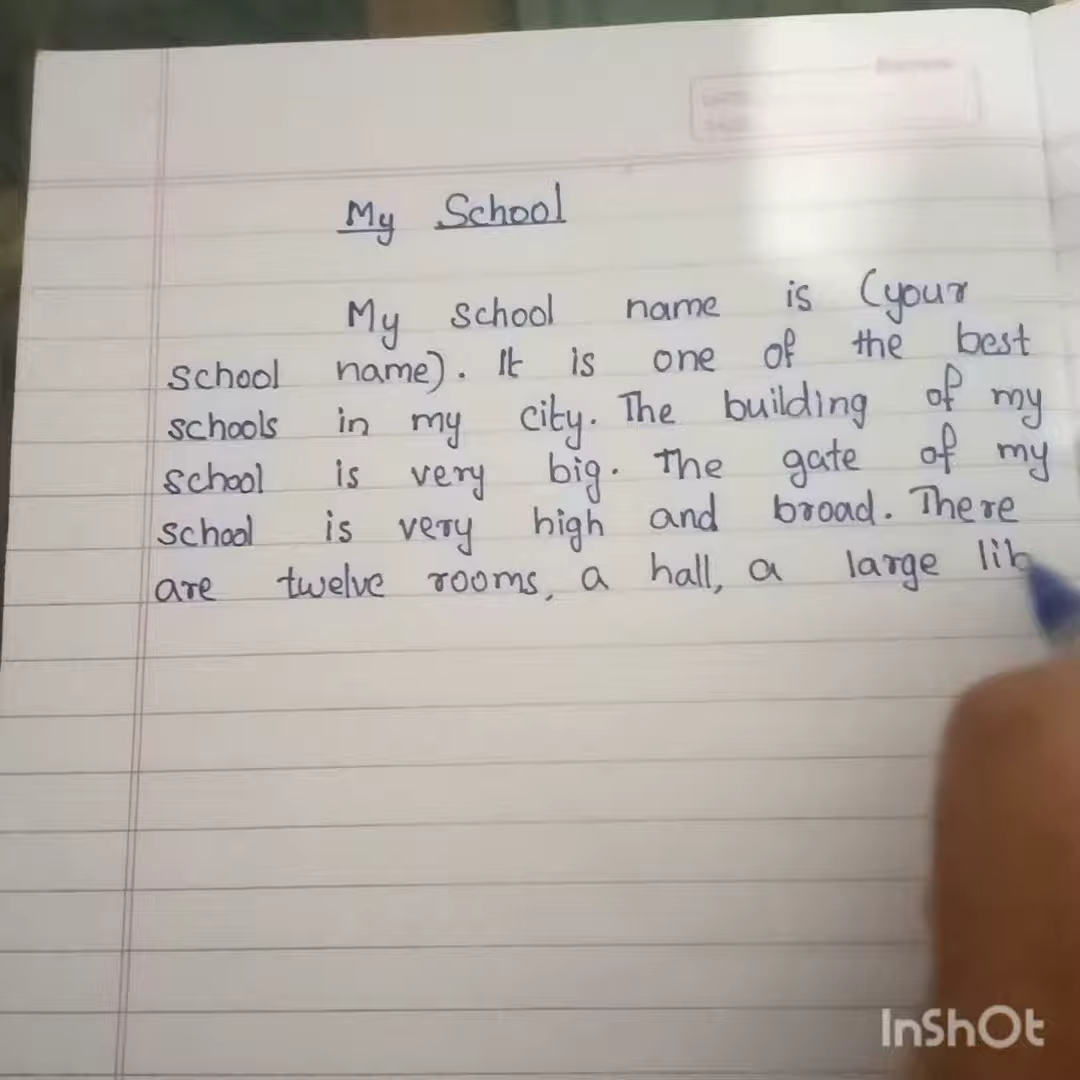 My School
My school name is (your
school name). It is one of the best
schools in my city. The building of my
school is very big. The gate of my
school is very high and broad. There
are twelve rooms, a hall, a large lib
InShOt